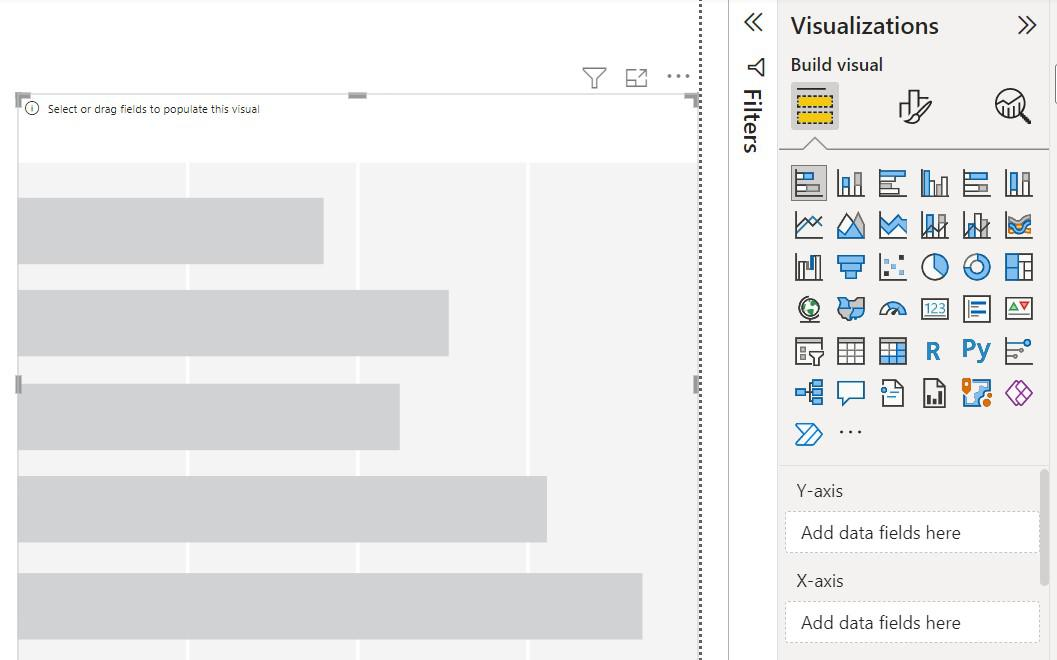 Select or drag fields to populate this visual
Filters
Visualizations
Build visual
123
R
Py
Y-axis
Add data fields here
X-axis
Add data fields here